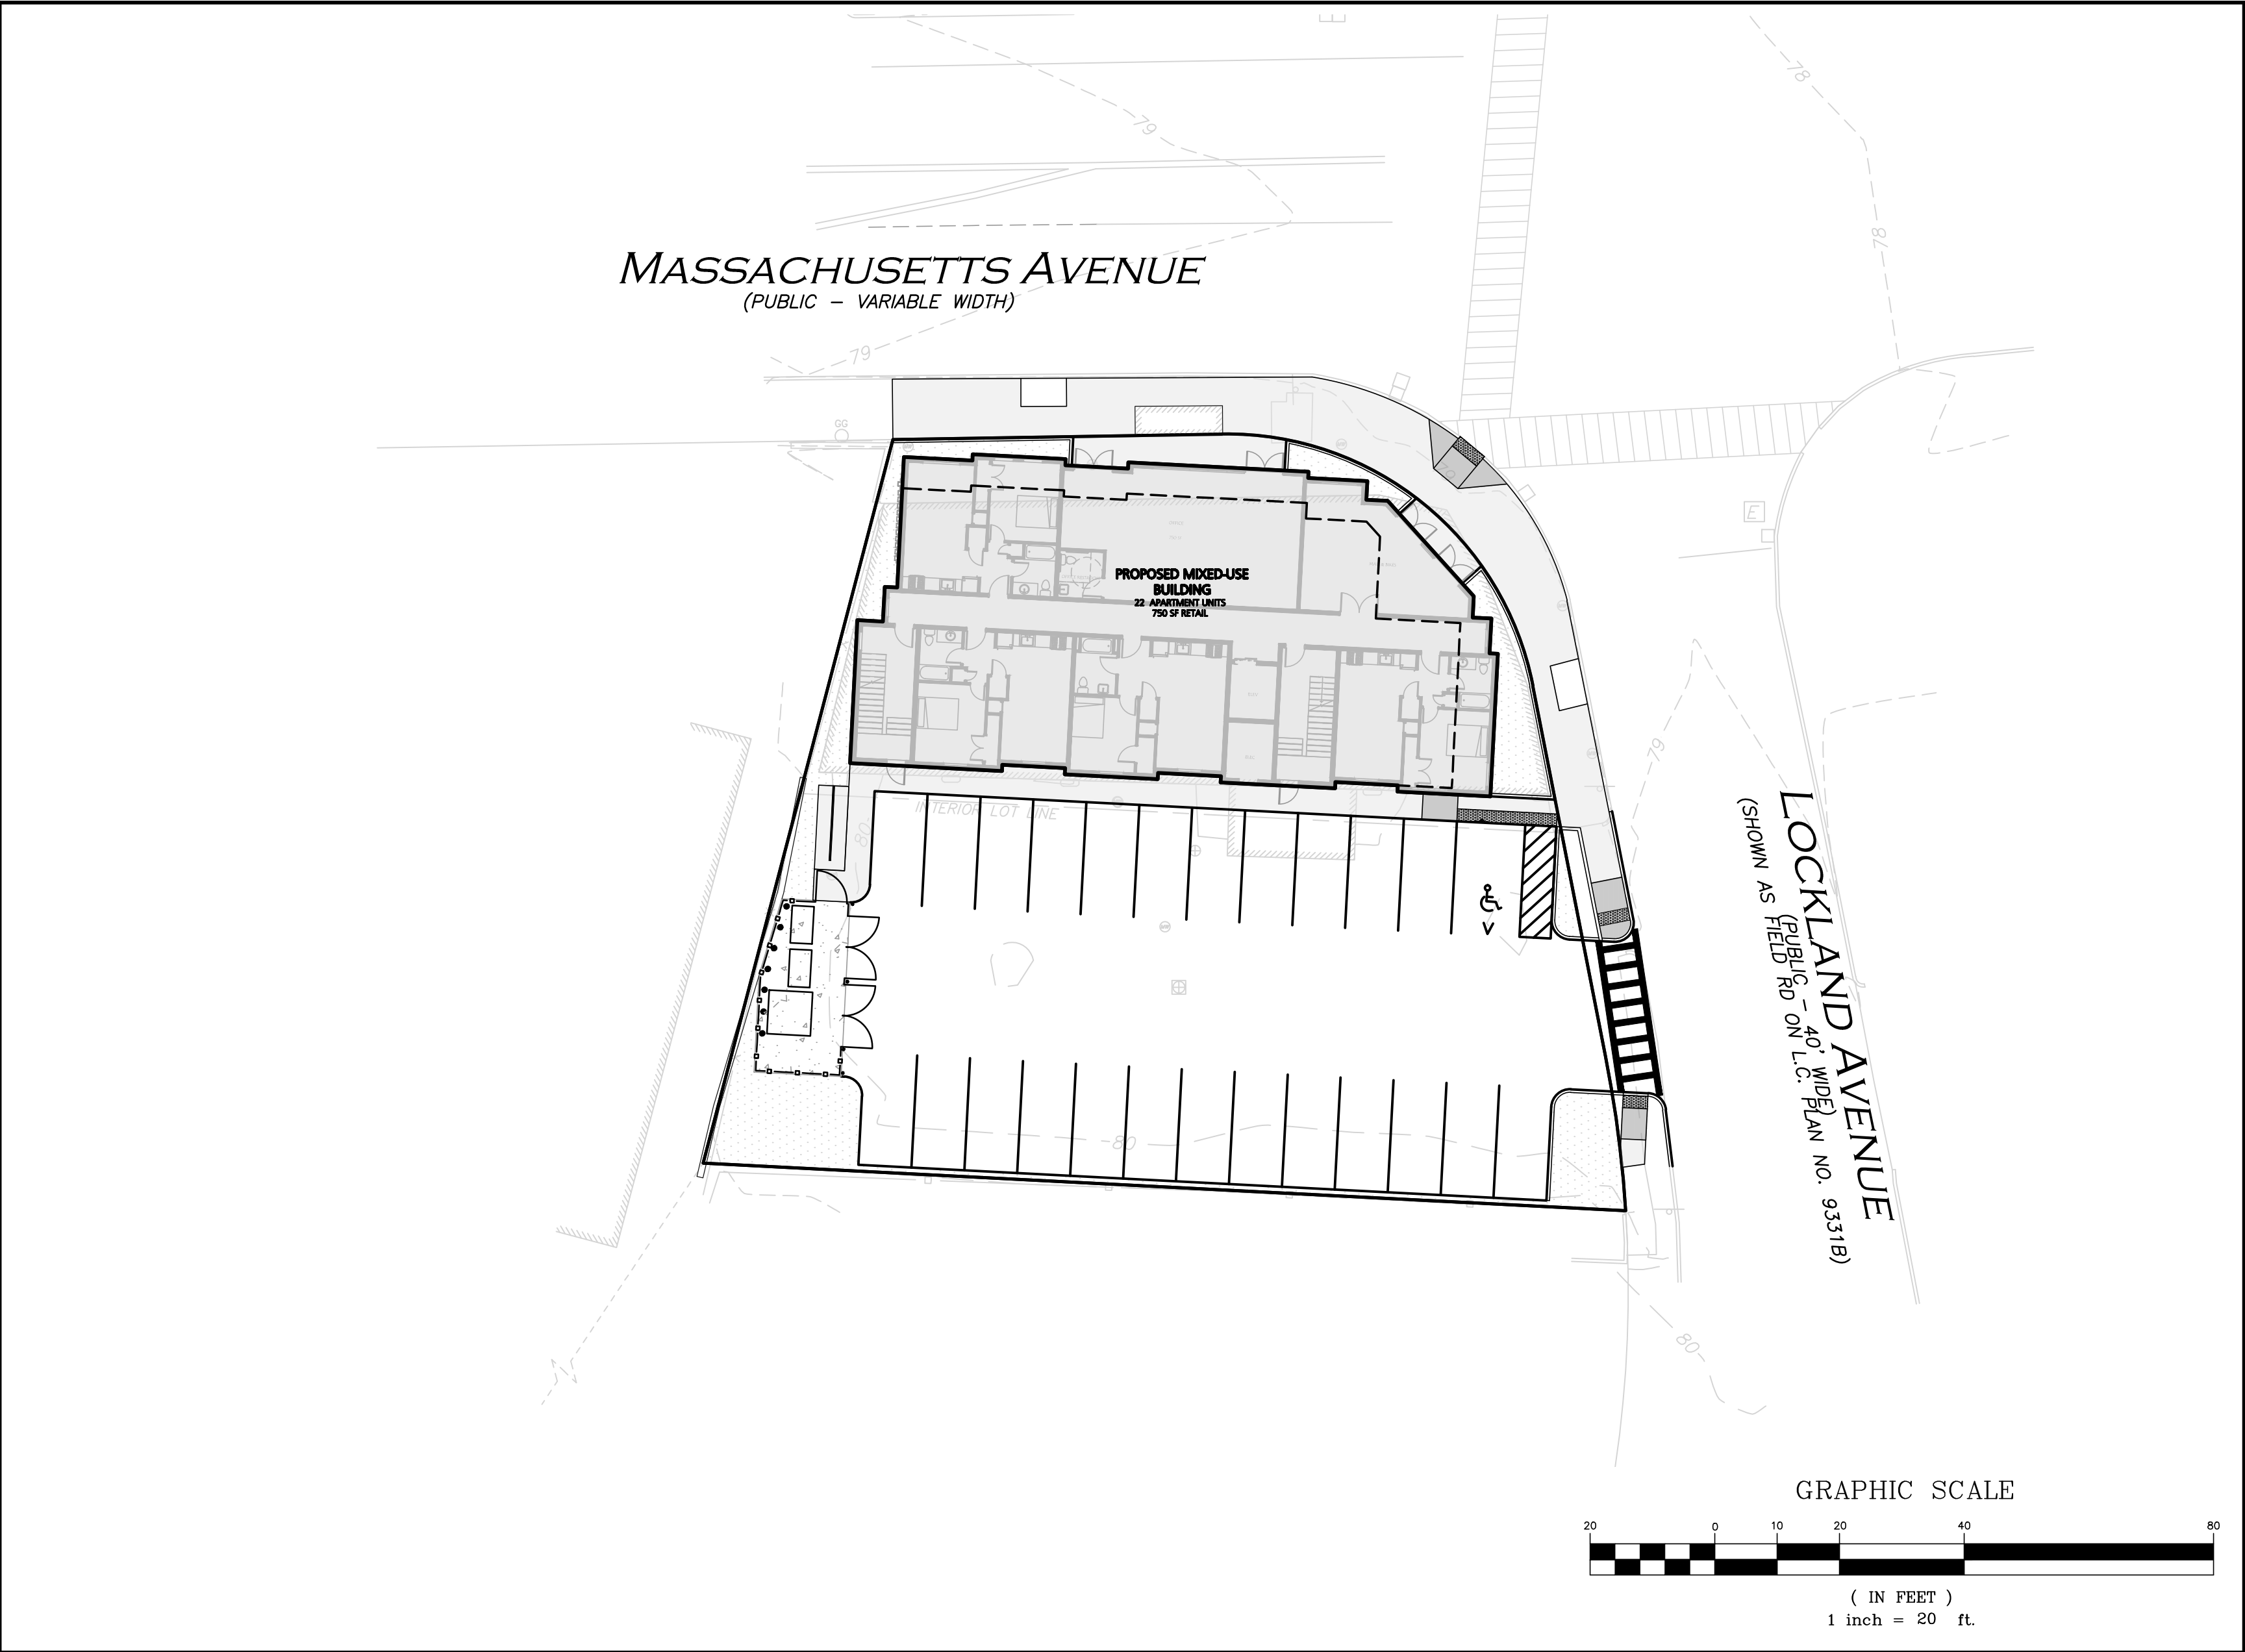 78
79
78
MASSACHUSETTS AVENUE
(PUBLIC – VARIABLE WIDTH)
79
GG
E
PROPOSED MIXED-USE
BUILDING
22 APARTMENT UNITS
750 SF RETAIL
79
INTERIOR LOT LINE
80
LOCKLAND AVENUE
(PUBLIC – 40' WIDE)
(SHOWN AS FIELD RD ON L.C. PLAN NO. 9331B)
80
80
GRAPHIC SCALE
20 0 10 20 40 80
( IN FEET )
1 inch = 20 ft.